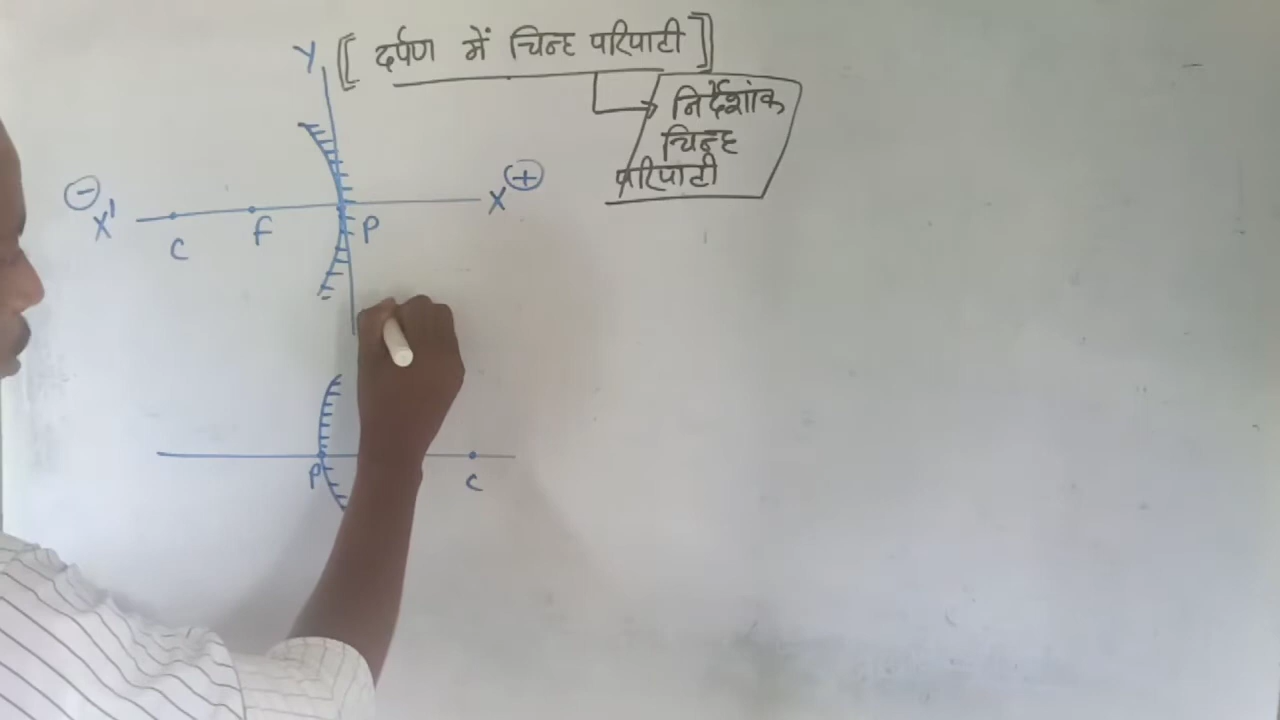 [ दर्पण में चिन्ह परिपाटी ]
निर्देशांक
चिन्ह
परिपाटी
Y
⊖ X' X ⊕
C F P
P C